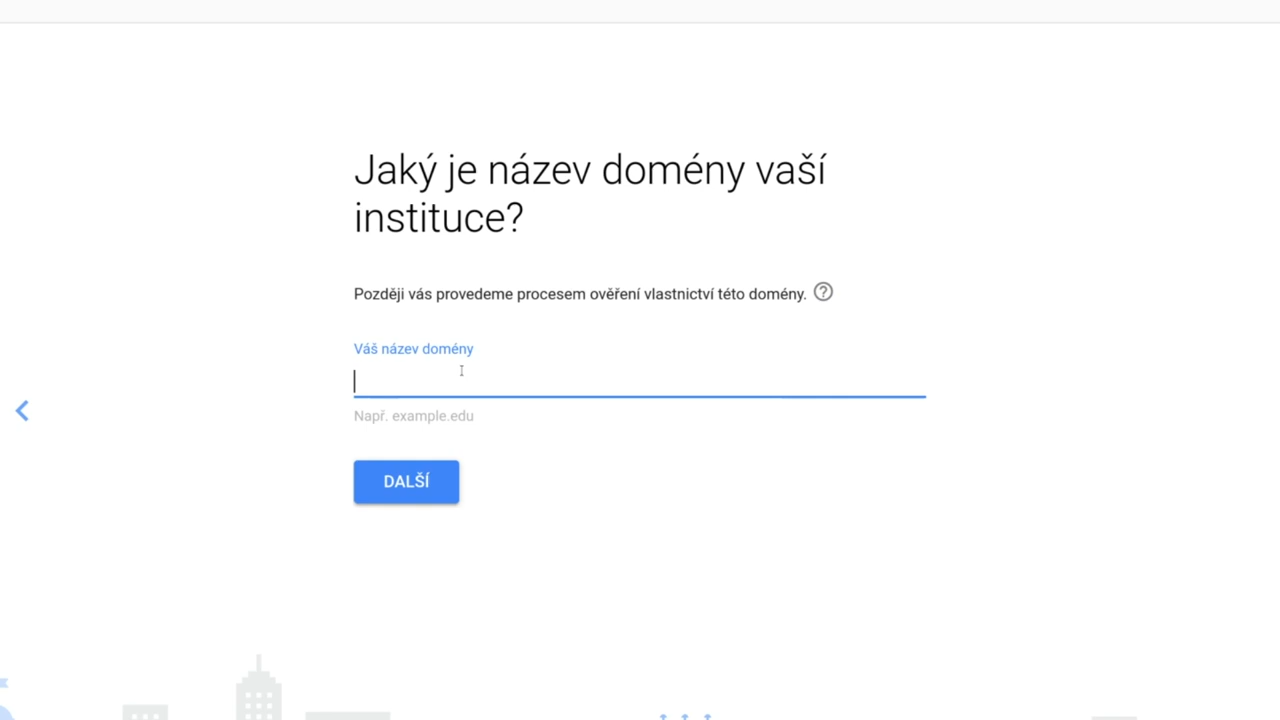 Jaký je název domény vaší
instituce?
Později vás provedeme procesem ověření vlastnictví této domény.
Váš název domény
Např. example.edu
DALŠÍ